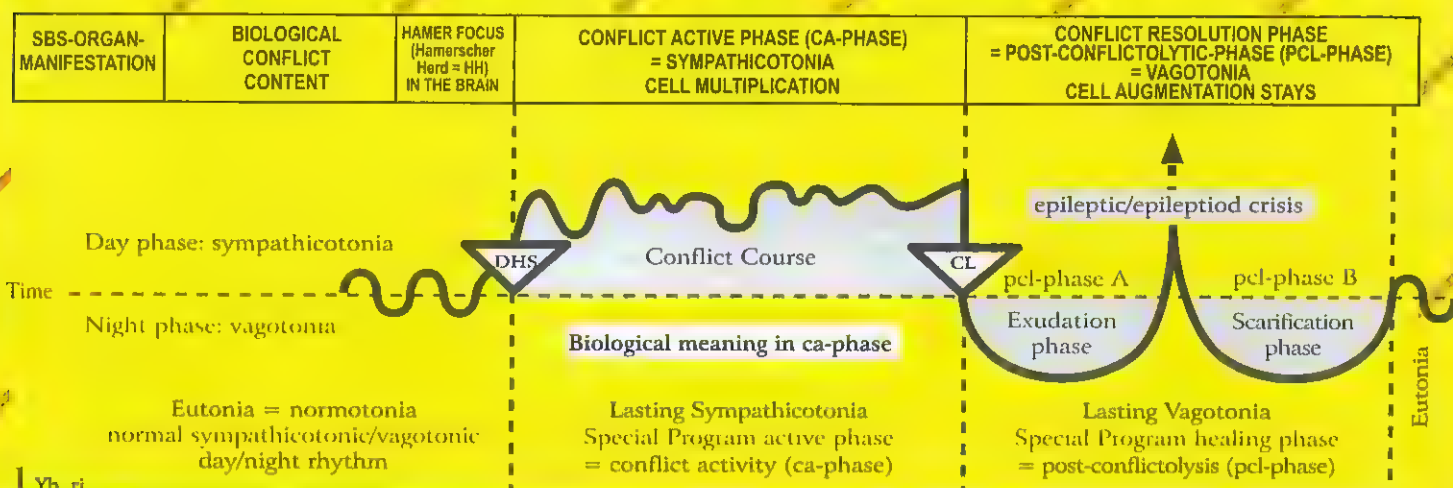 SBS-ORGAN-
MANIFESTATION
BIOLOGICAL
CONFLICT
CONTENT
HAMER FOCUS
(Hamerscher
Herd = HH)
IN THE BRAIN
CONFLICT ACTIVE PHASE (CA-PHASE)
= SYMPATHICOTONIA
CELL MULTIPLICATION
CONFLICT RESOLUTION PHASE
= POST-CONFLICTOLYTIC-PHASE (PCL-PHASE)
= VAGOTONIA
CELL AUGMENTATION STAYS
epileptic/epileptiod crisis
Day phase: sympathicotonia
DHS
Conflict Course
CL
pcl-phase A
pcl-phase B
Time
Night phase: vagotonia
Biological meaning in ca-phase
Exudation
phase
Scarification
phase
Eutonia
Eutonia = normotonia
normal sympathicotonic/vagotonic
day/night rhythm
Lasting Sympathicotonia
Special Program active phase
= conflict activity (ca-phase)
Lasting Vagotonia
Special Program healing phase
= post-conflictolysis (pcl-phase)